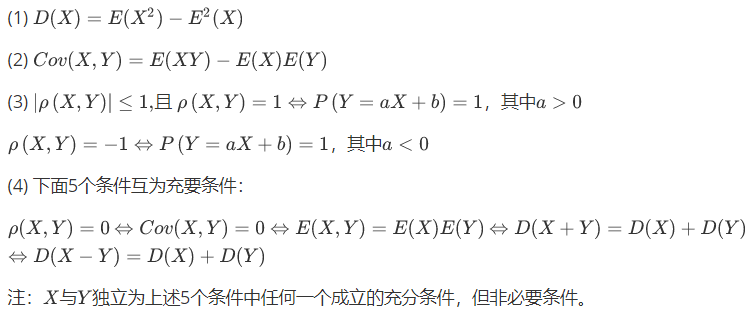 (1) $D(X) = E(X^2) - E^2(X)$
(2) $Cov(X,Y) = E(XY) - E(X)E(Y)$
(3) $|\rho(X,Y)| \leq 1$,且 $\rho(X,Y) = 1 \Leftrightarrow P(Y = aX + b) = 1$，其中$a > 0$
$\rho(X,Y) = -1 \Leftrightarrow P(Y = aX + b) = 1$，其中$a < 0$
(4) 下面5个条件互为充要条件：
$\rho(X,Y) = 0 \Leftrightarrow Cov(X,Y) = 0 \Leftrightarrow E(X,Y) = E(X)E(Y) \Leftrightarrow D(X+Y) = D(X) + D(Y)$
$\Leftrightarrow D(X-Y) = D(X) + D(Y)$
注：$X$与$Y$独立为上述5个条件中任何一个成立的充分条件，但非必要条件。